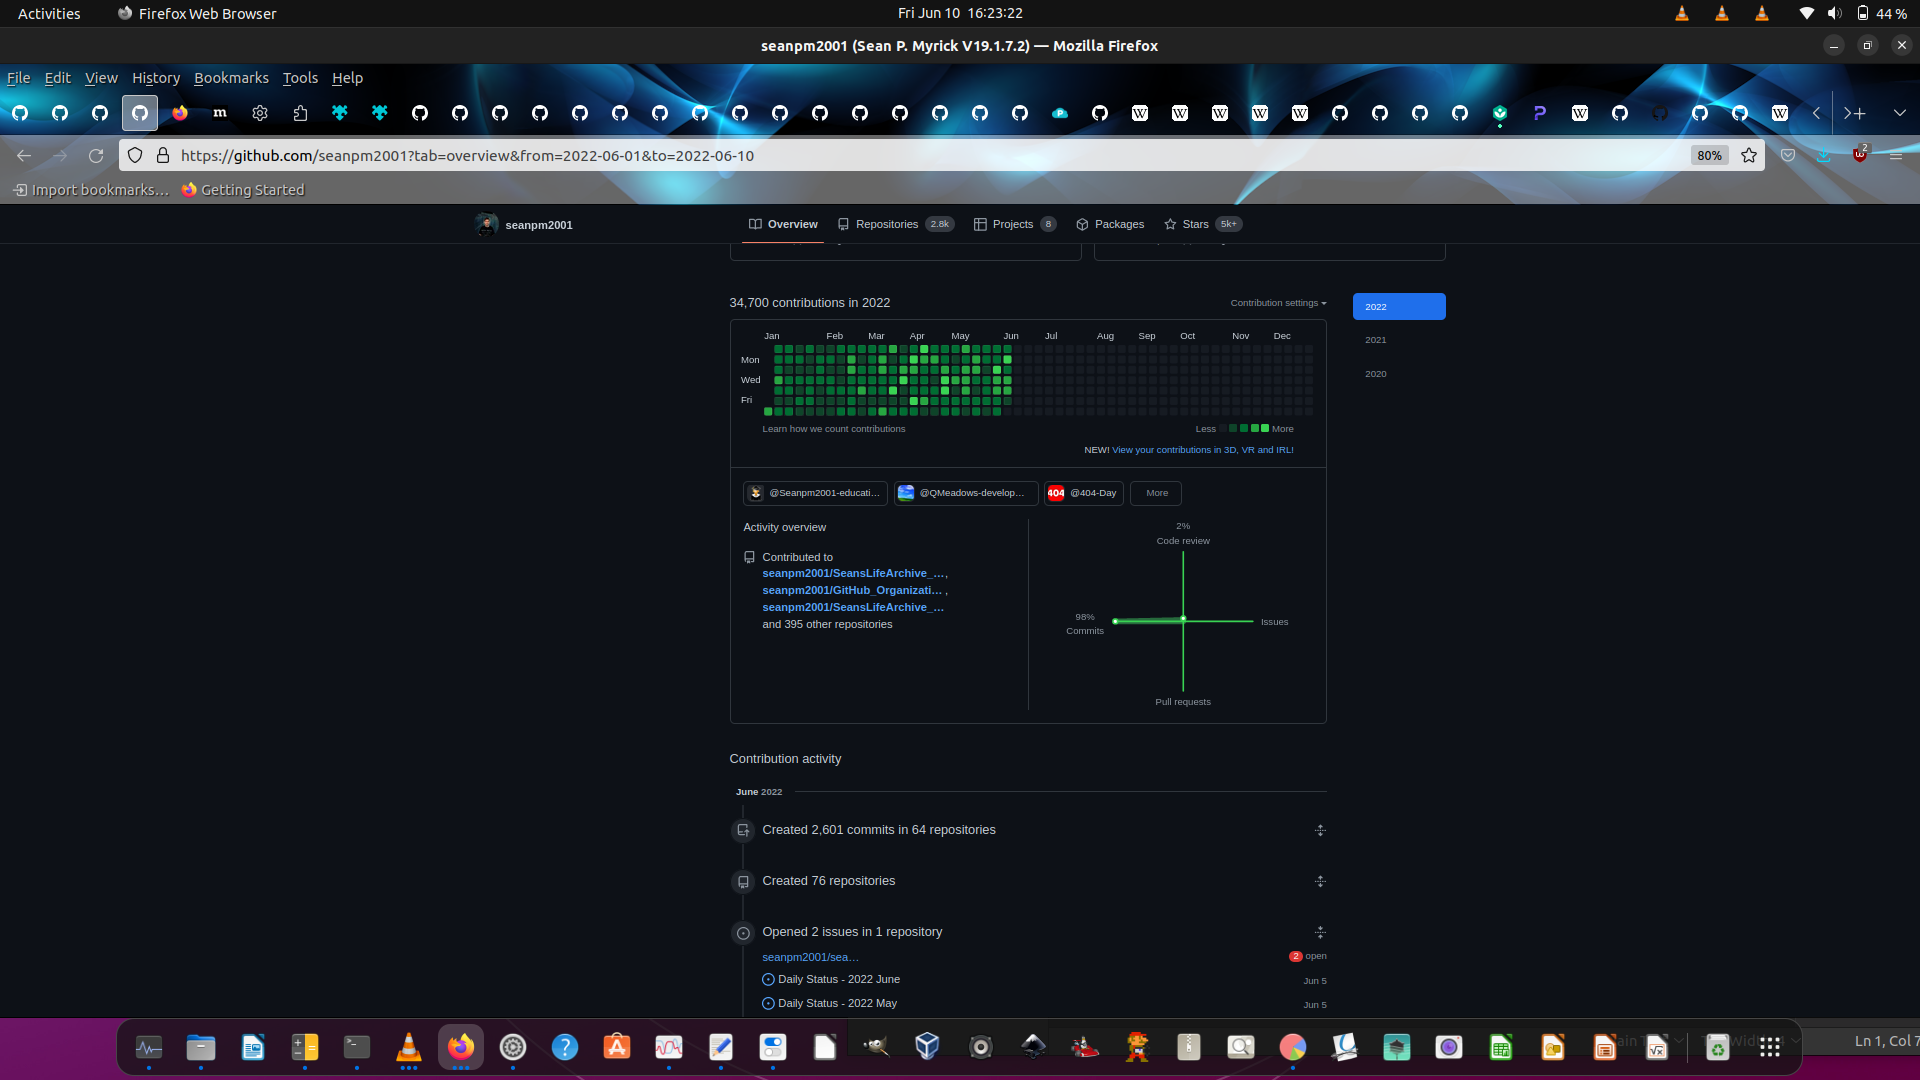 Activities Firefox Web Browser Fri Jun 10 16:23:22 44 %
seanpm2001 (Sean P. Myrick V19.1.7.2) — Mozilla Firefox
File Edit View History Bookmarks Tools Help
https://github.com/seanpm2001?tab=overview&from=2022-06-01&to=2022-06-10 80% 2
Import bookmarks… Getting Started
seanpm2001 Overview Repositories 2.8k Projects 8 Packages Stars 5k+
34,700 contributions in 2022 Contribution settings
2022
2021
2020
Jan Feb Mar Apr May Jun Jul Aug Sep Oct Nov Dec
Mon
Wed
Fri
Learn how we count contributions Less More
NEW! View your contributions in 3D, VR and IRL!
@Seanpm2001-educati… @QMeadows-develop… 404 @404-Day More
Activity overview
Contributed to
seanpm2001/SeansLifeArchive_…,
seanpm2001/GitHub_Organizati… ,
seanpm2001/SeansLifeArchive_…
and 395 other repositories
2%
Code review
98%
Commits
Issues
Pull requests
Contribution activity
June 2022
Created 2,601 commits in 64 repositories
Created 76 repositories
Opened 2 issues in 1 repository
seanpm2001/sea… 2 open
Daily Status - 2022 June Jun 5
Daily Status - 2022 May Jun 5
Ln 1, Col 7